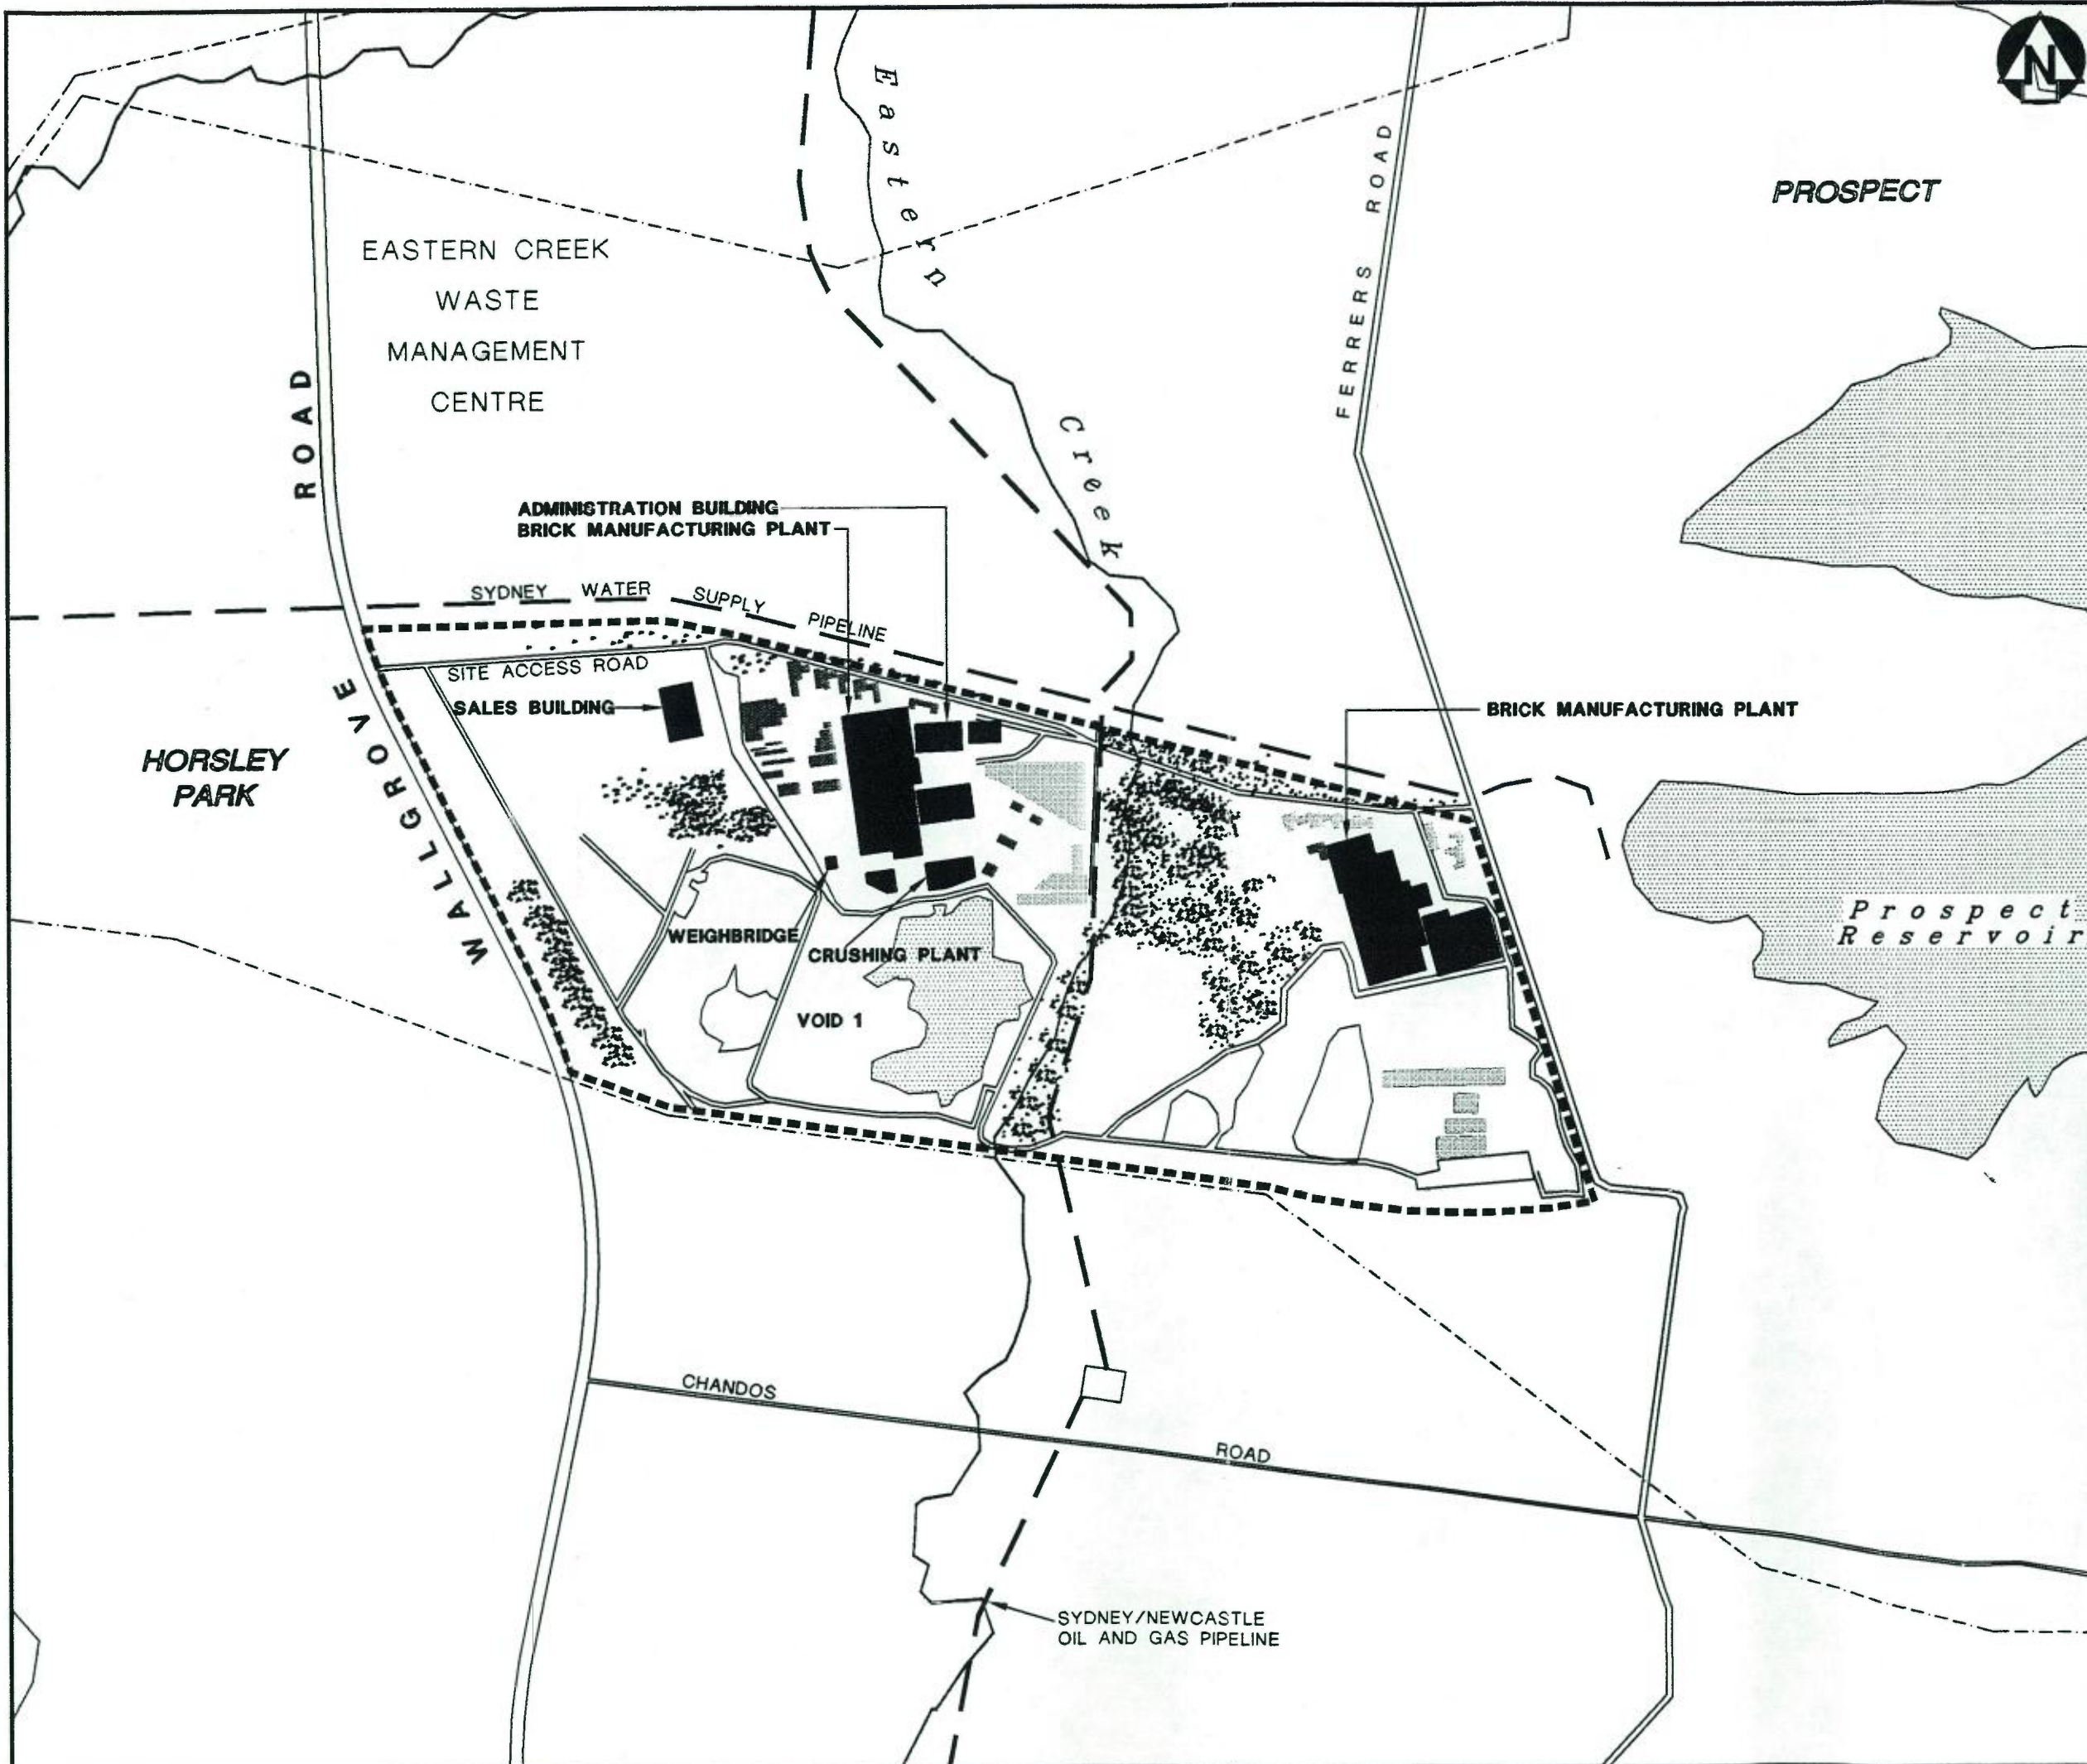 N
Eastern
Creek
FERRERS ROAD
PROSPECT
EASTERN CREEK
WASTE
MANAGEMENT
CENTRE
WALLGROVE ROAD
ADMINISTRATION BUILDING
BRICK MANUFACTURING PLANT
SYDNEY WATER SUPPLY PIPELINE
SITE ACCESS ROAD
SALES BUILDING
BRICK MANUFACTURING PLANT
HORSLEY
PARK
Prospect
Reservoir
WEIGHBRIDGE
CRUSHING PLANT
VOID 1
CHANDOS ROAD
SYDNEY/NEWCASTLE
OIL AND GAS PIPELINE